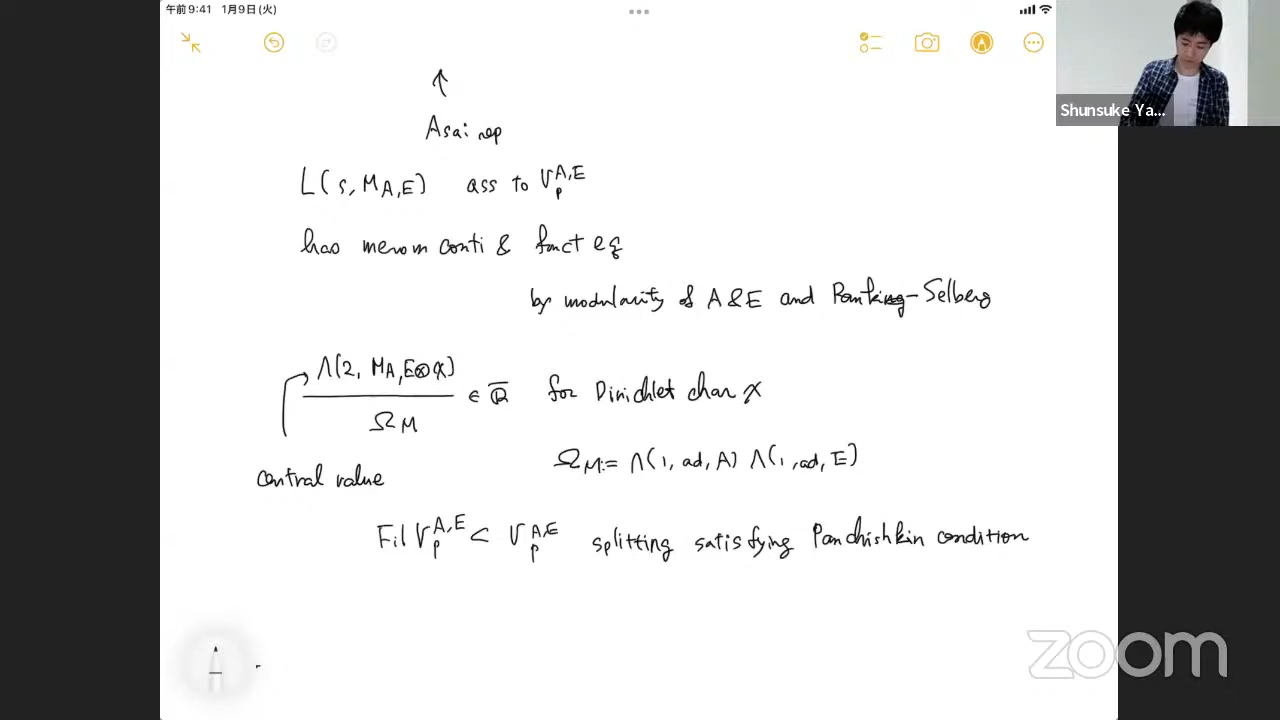 午前9:41 1月9日(火)
Shunsuke Ya...
↑
Asai rep
L(s, M_{A,E}) ass to V_p^{A,E}
has merom conti & funct eq
by modularity of A & E and Ranking-Selberg
Λ(2, M_{A,E}⊗χ) / Ω_M ∈ \overline{Q} for Dirichlet char χ
Ω_M := Λ(1, ad, A) Λ(1, ad, E)
central value
Fil V_p^{A,E} ⊂ V_p^{A,E} splitting satisfying Panchishkin condition
zoom